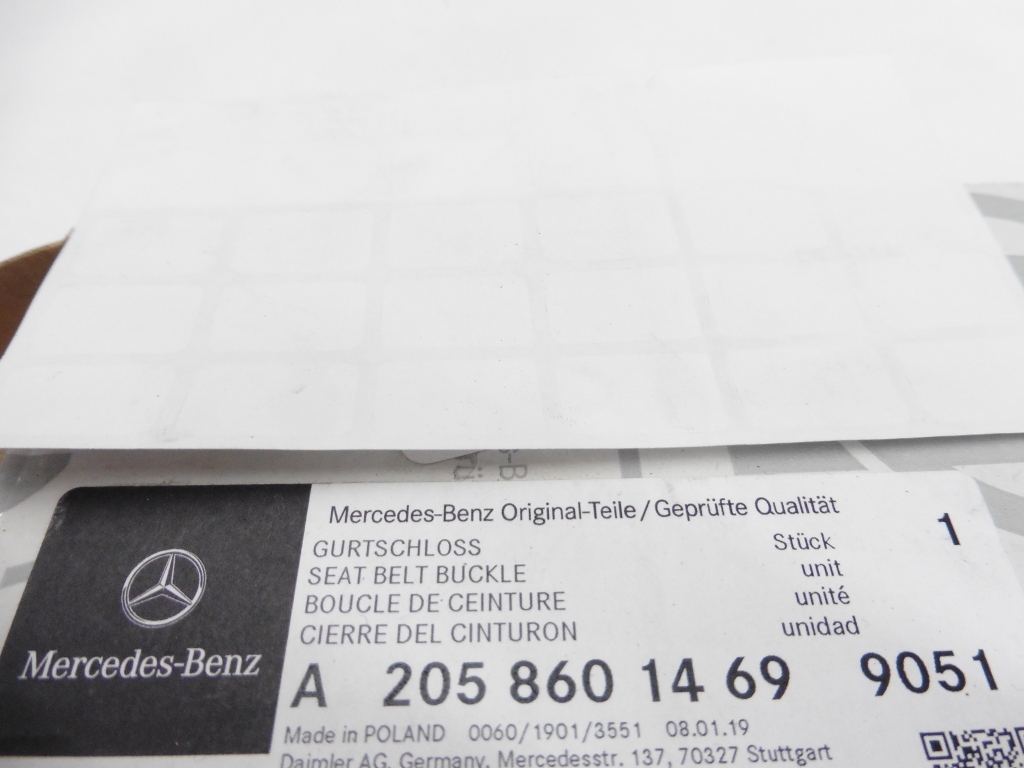 Mercedes-Benz Original-Teile/Geprüfte Qualität
GURTSCHLOSS Stück 1
SEAT BELT BUCKLE unit
BOUCLE DE CEINTURE unité
CIERRE DEL CINTURON unidad
Mercedes-Benz
A 205 860 14 69 9051
Made in POLAND 0060/1901/3551 08.01.19
Daimler AG, Germany, Mercedesstr. 137, 70327 Stuttgart